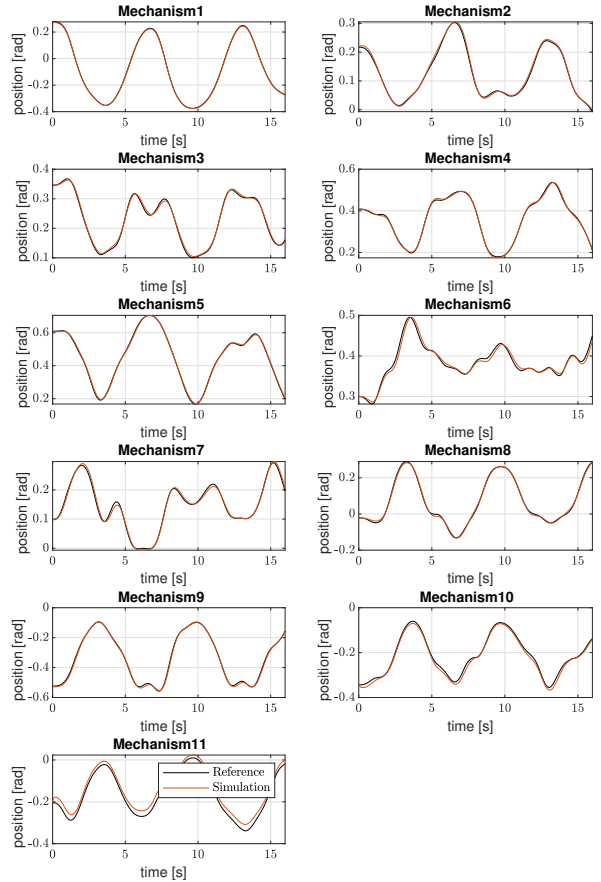 Mechanism1
position [rad]
0.2
0
-0.2
-0.4
0
5
10
15
time [s]
Mechanism2
position [rad]
0.3
0.2
0.1
0
0
5
10
15
time [s]
Mechanism3
position [rad]
0.4
0.3
0.2
0.1
0
5
10
15
time [s]
Mechanism4
position [rad]
0.6
0.4
0.2
0
5
10
15
time [s]
Mechanism5
position [rad]
0.6
0.4
0.2
0
5
10
15
time [s]
Mechanism6
position [rad]
0.5
0.4
0.3
0
5
10
15
time [s]
Mechanism7
position [rad]
0.2
0.1
0
0
5
10
15
time [s]
Mechanism8
position [rad]
0.2
0
-0.2
0
5
10
15
time [s]
Mechanism9
position [rad]
0
-0.2
-0.4
-0.6
0
5
10
15
time [s]
Mechanism10
position [rad]
0
-0.2
-0.4
0
5
10
15
time [s]
Mechanism11
position [rad]
0
-0.2
-0.4
0
5
10
15
time [s]
Reference
Simulation